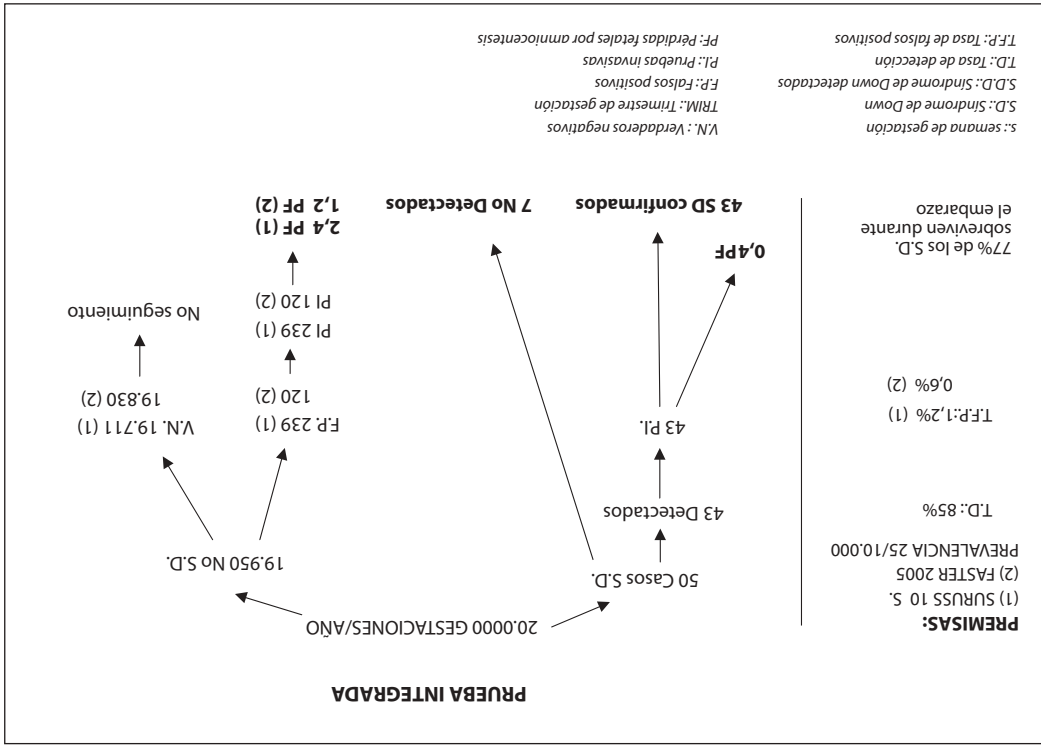 PRUEBA INTEGRADA
PREMISAS:
(1) SURUSS 10 S.
(2) FASTER 2005
PREVALENCIA 25/10.000
T.D.: 85%
T.F.P.:1,2% (1)
0,6% (2)
77% de los S.D.
sobreviven durante
el embarazo
20.0000 GESTACIONES/AÑO
50 Casos S.D.
19.950 No S.D.
43 Detectados
43 P.I.
0,4PF
43 SD confirmados
7 No Detectados
F.P. 239 (1)
120 (2)
PI 239 (1)
PI 120 (2)
2,4 PF (1)
1,2 PF (2)
V.N. 19.711 (1)
19.830 (2)
No seguimiento
s.: semana de gestación
S.D.: Síndrome de Down
S.D.D.: Síndrome de Down detectados
T.D.: Tasa de detección
T.F.P.: Tasa de falsos positivos
V.N. : Verdaderos negativos
TRIM.: Trimestre de gestación
F.P.: Falsos positivos
P.I.: Pruebas invasivas
PF: Pérdidas fetales por amniocentesis